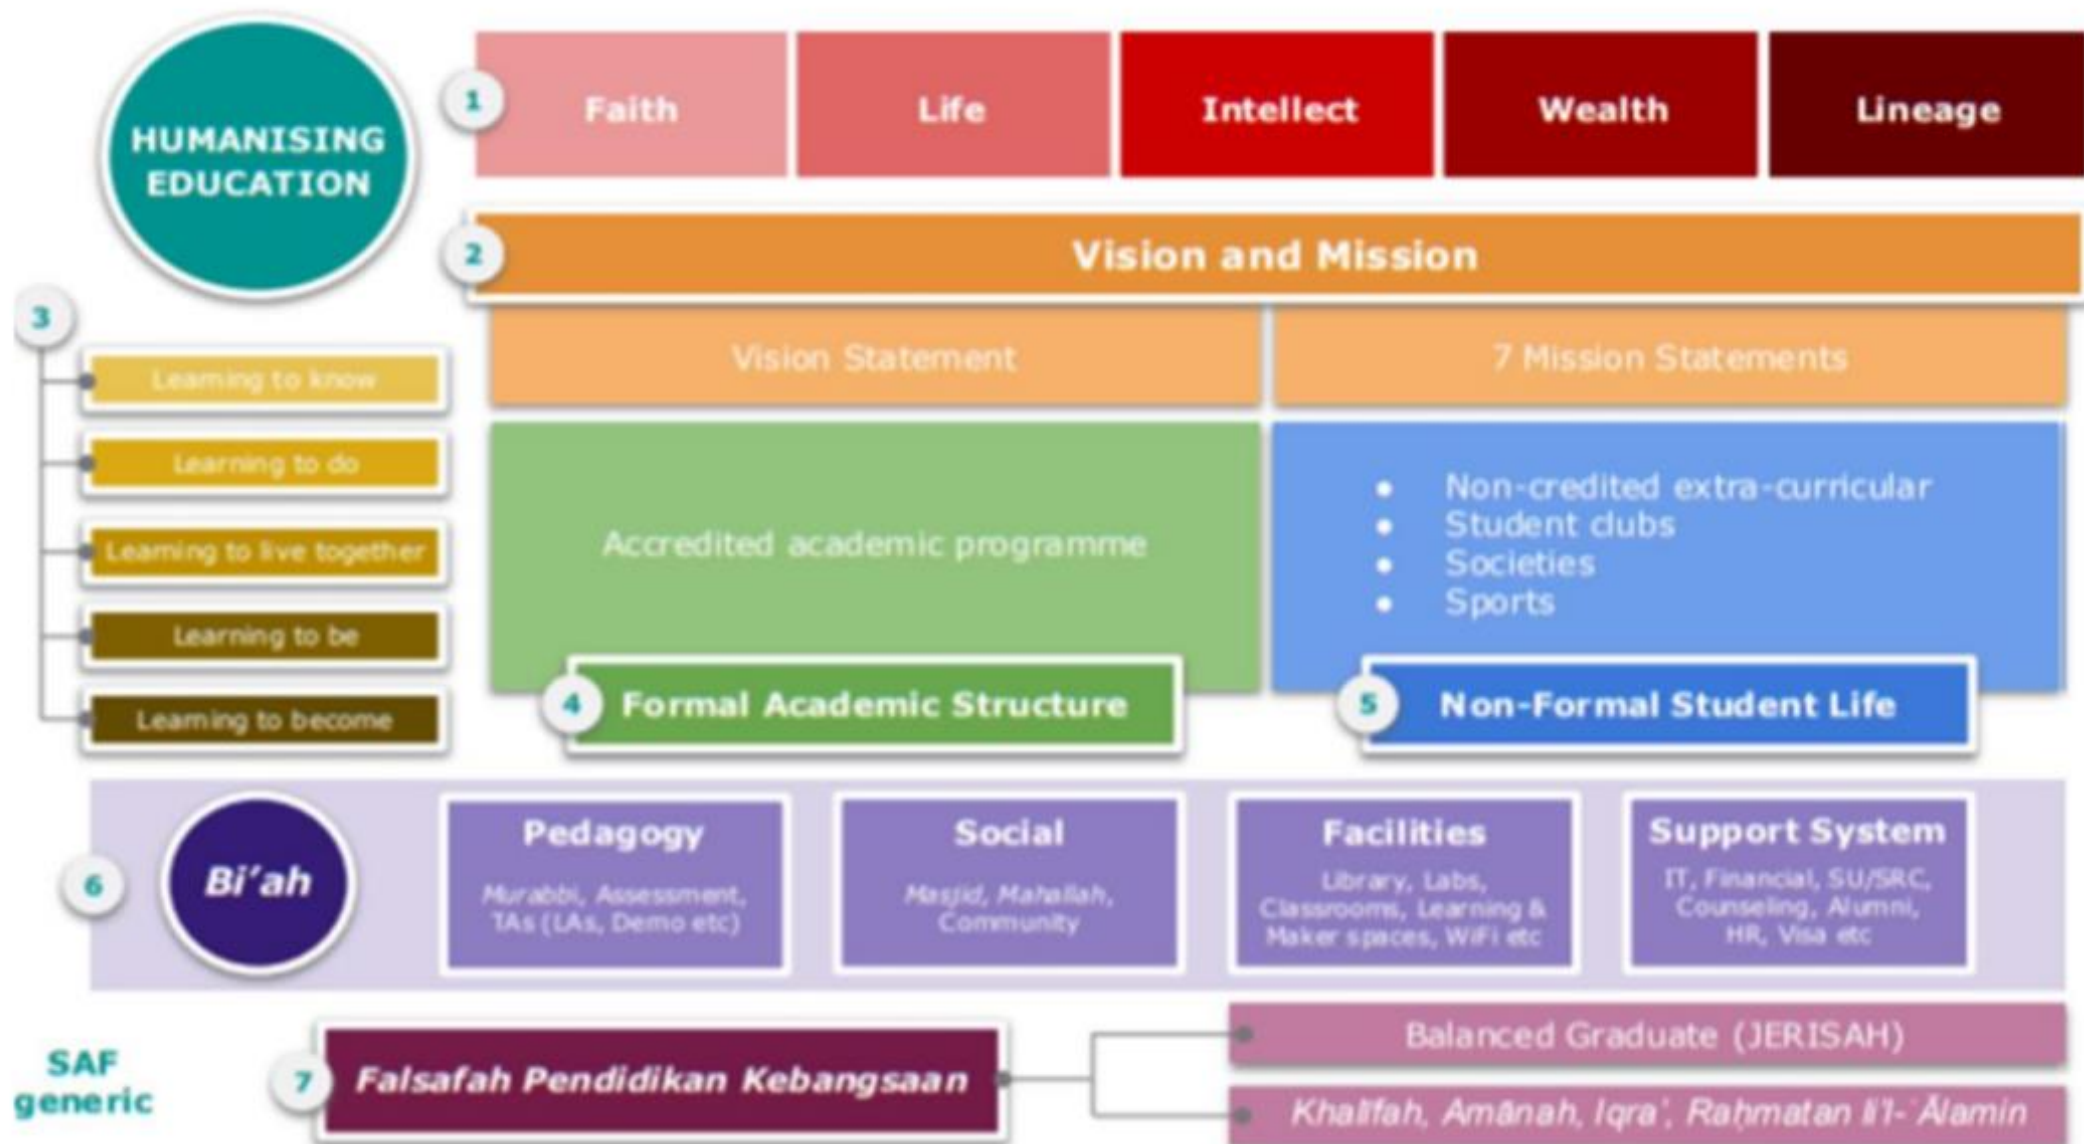 HUMANISING
EDUCATION
1
Faith
Life
Intellect
Wealth
Lineage
2
Vision and Mission
Vision Statement
7 Mission Statements
3
Learning to know
Learning to do
Learning to live together
Learning to be
Learning to become
Accredited academic programme
4
Formal Academic Structure
● Non-credited extra-curricular
● Student clubs
● Societies
● Sports
5
Non-Formal Student Life
6
Bi’ah
Pedagogy
Murabbi, Assessment,
TAs (LAs, Demo etc)
Social
Masjid, Mahallah,
Community
Facilities
Library, Labs,
Classrooms, Learning &
Maker spaces, WiFi etc
Support System
IT, Financial, SU/SRC,
Counseling, Alumni,
HR, Visa etc
SAF
generic
7
Falsafah Pendidikan Kebangsaan
Balanced Graduate (JERISAH)
Khalīfah, Amānah, Iqra’, Raḥmatan li’l-ʿĀlamin